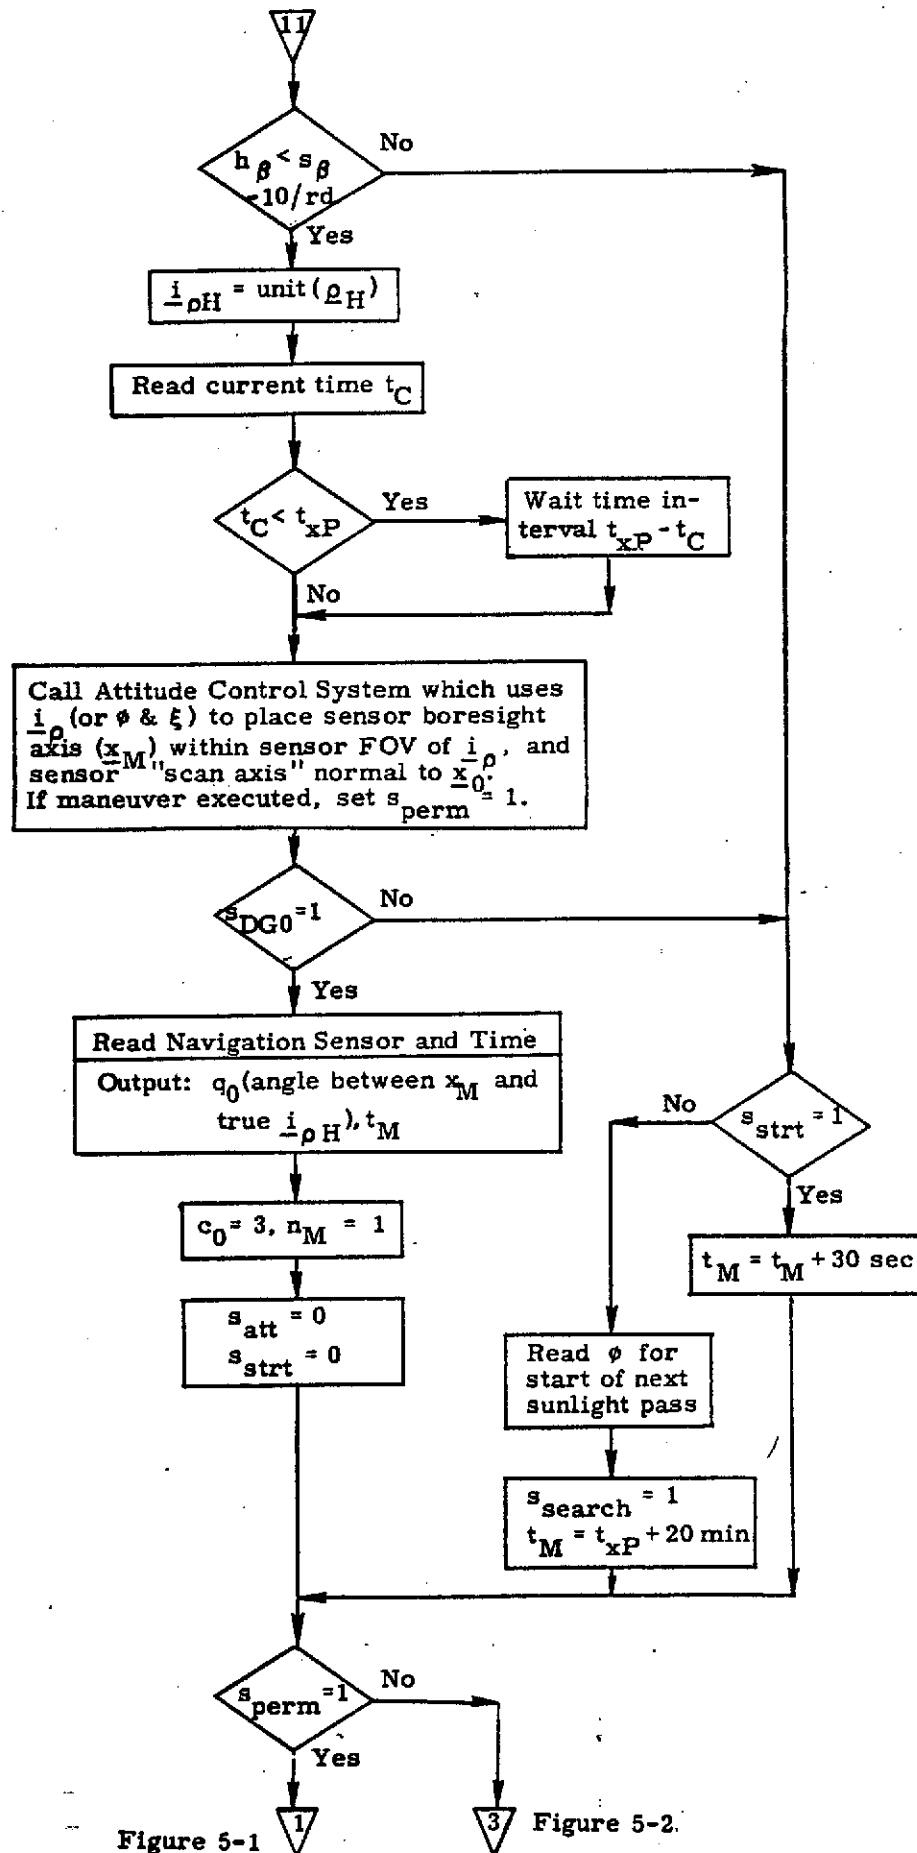 11
h_β < s_β
-10/rd
No
Yes
i_ρH = unit(ρ_H)
Read current time t_C
t_C < t_xP
Yes
Wait time in-
terval t_xP - t_C
No
Call Attitude Control System which uses
i_ρ (or φ & ξ) to place sensor boresight
axis (x_M) within sensor FOV of i_ρ, and
sensor "scan axis" normal to x_0.
If maneuver executed, set s_perm = 1.
s_DG0 = 1
No
Yes
Read Navigation Sensor and Time
Output: q_0 (angle between x_M and
true i_ρH), t_M
s_strt = 1
No
Yes
c_0 = 3, n_M = 1
t_M = t_M + 30 sec
s_att = 0
s_strt = 0
Read φ for
start of next
sunlight pass
s_search = 1
t_M = t_xP + 20 min
s_perm = 1
No
Yes
Figure 5-1
1
3
Figure 5-2.